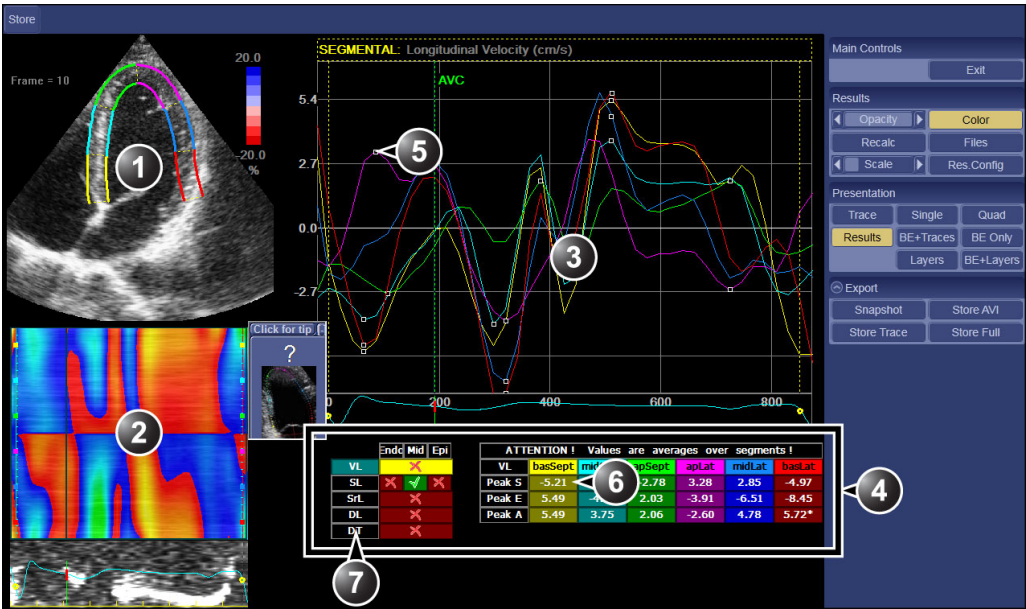 Store
Frame = 10
20.0
-20.0
%
1
SEGMENTAL: Longitudinal Velocity (cm/s)
AVC
5.4
2.7
0.0
-2.7
5
3
200
400
600
800
2
Click for tip
?
Endo Mid Epi
VL
SL
SrL
DL
DT
7
ATTENTION ! Values are averages over segments !
VL basSept apSept apLat midLat basLat
Peak S -5.21 -2.78 3.28 2.85 -4.97
Peak E 5.49 2.03 -3.91 -6.51 -8.45
Peak A 5.49 3.75 2.06 -2.60 4.78 5.72*
6
4
Main Controls
Exit
Results
Opacity Color
Recalc Files
Scale Res.Config
Presentation
Trace Single Quad
Results BE+Traces BE Only
Layers BE+Layers
Export
Snapshot Store AVI
Store Trace Store Full